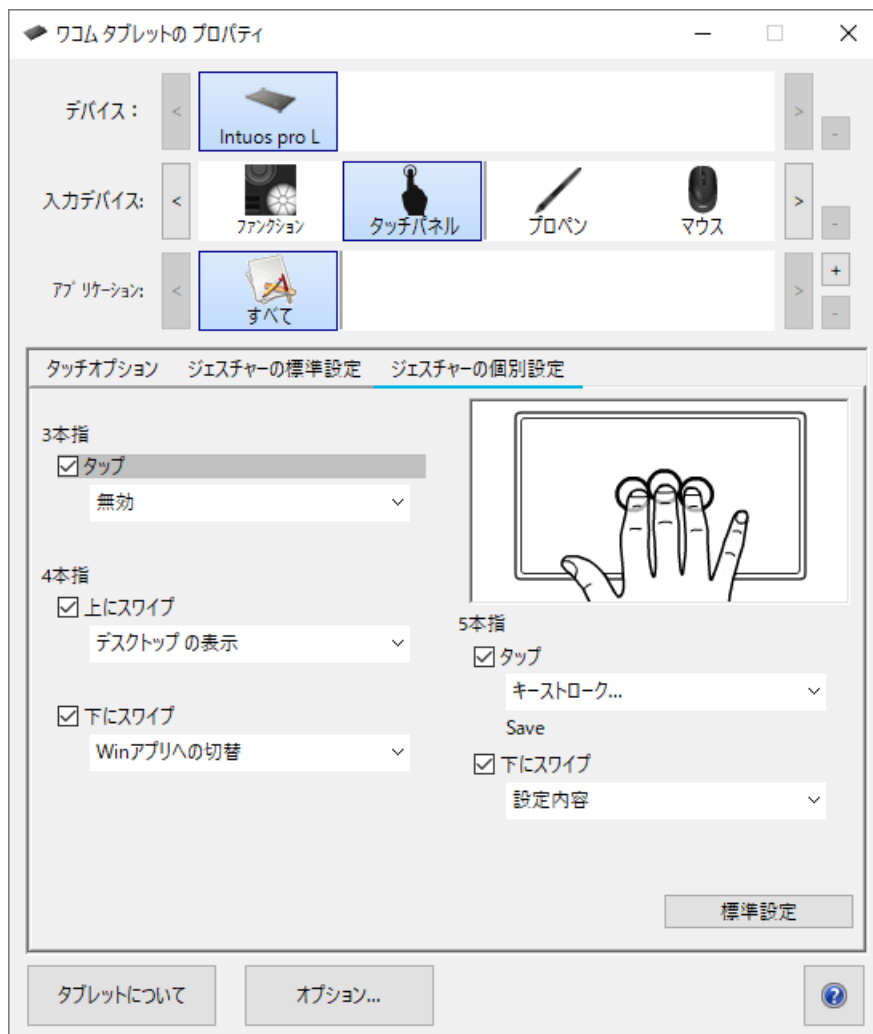 ワコム タブレットの プロパティ
デバイス：
Intuos pro L
入力デバイス:
ファンクション
タッチパネル
プロペン
マウス
アプリケーション:
すべて
タッチオプション
ジェスチャーの標準設定
ジェスチャーの個別設定
3本指
タップ
無効
4本指
上にスワイプ
デスクトップ の表示
下にスワイプ
Winアプリへの切替
5本指
タップ
キーストローク...
Save
下にスワイプ
設定内容
標準設定
タブレットについて
オプション...